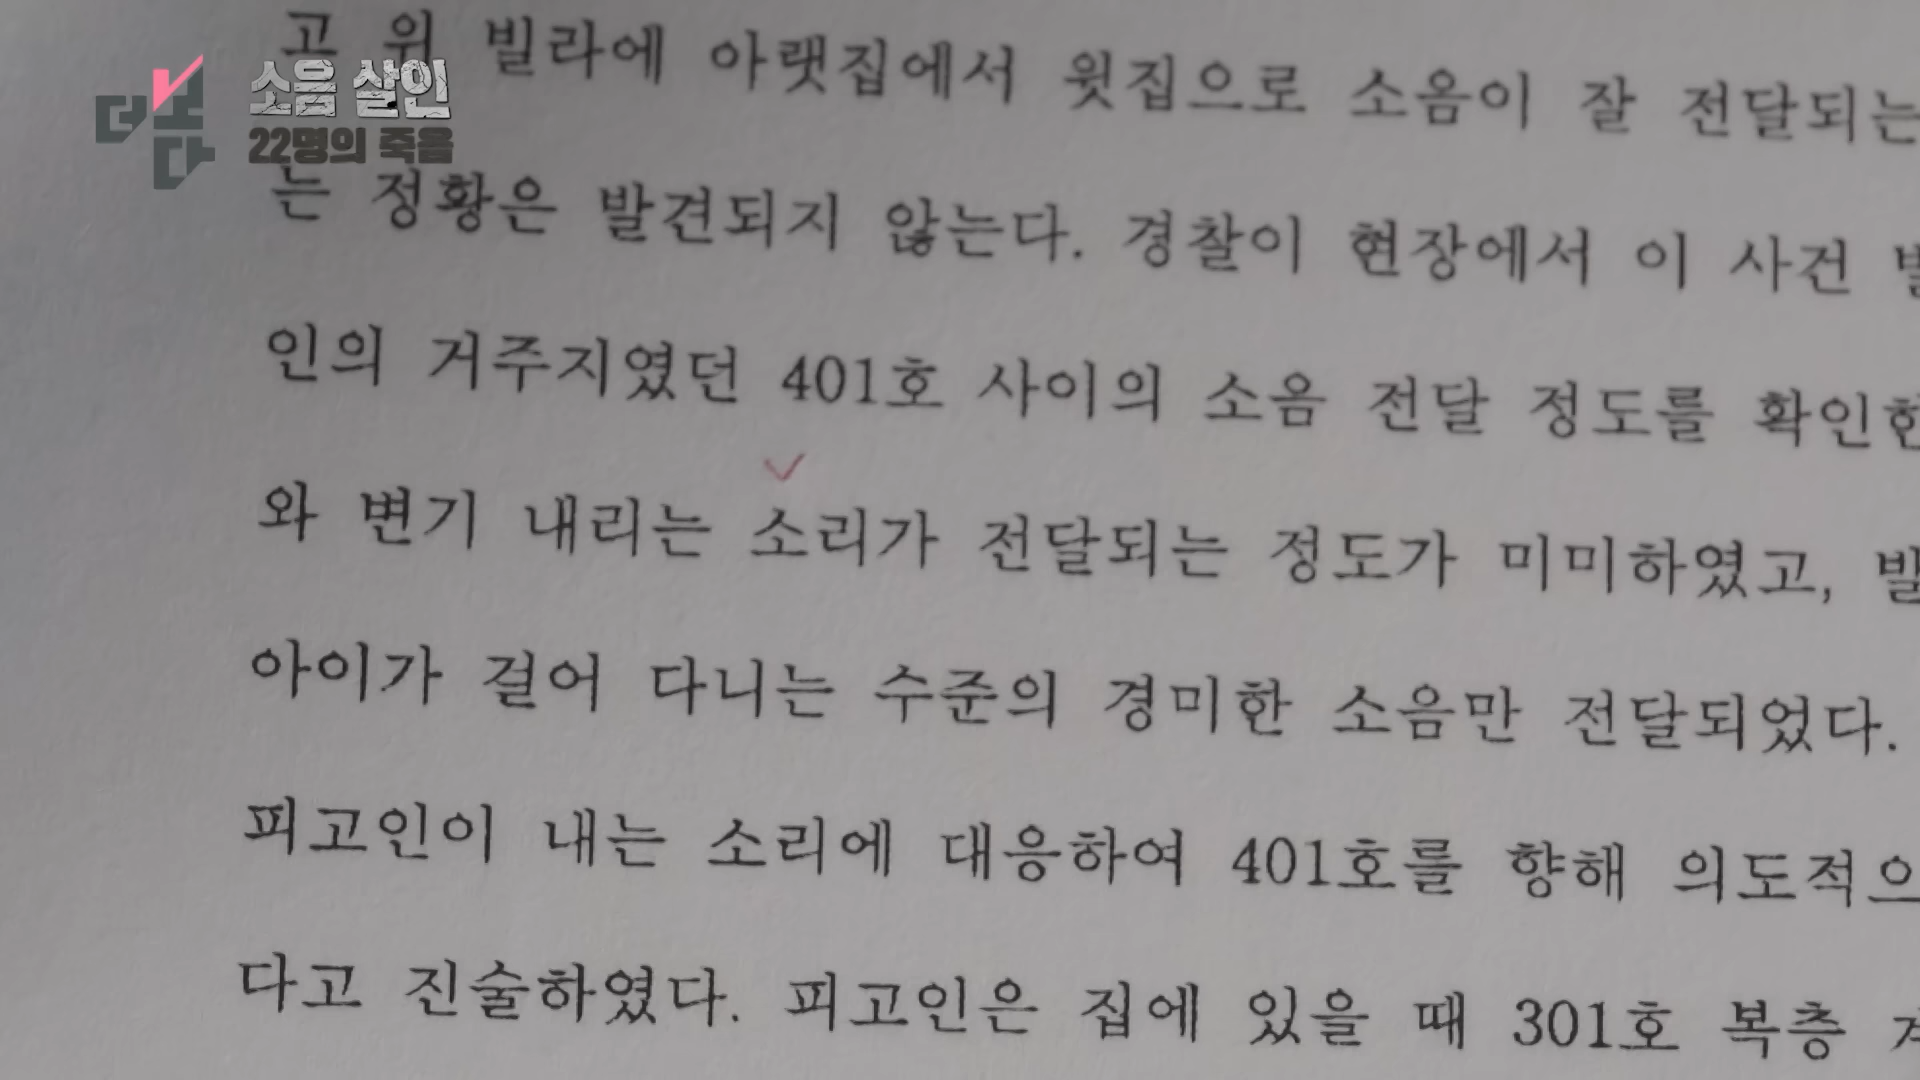 더 보다
소음 살인
22명의 죽음
고 위 빌라에 아랫집에서 윗집으로 소음이 잘 전달되는
는 정황은 발견되지 않는다. 경찰이 현장에서 이 사건
인의 거주지였던 401호 사이의 소음 전달 정도를 확인한
와 변기 내리는 소리가 전달되는 정도가 미미하였고,
아이가 걸어 다니는 수준의 경미한 소음만 전달되었다.
피고인이 내는 소리에 대응하여 401호를 향해 의도적으
다고 진술하였다. 피고인은 집에 있을 때 301호 복층